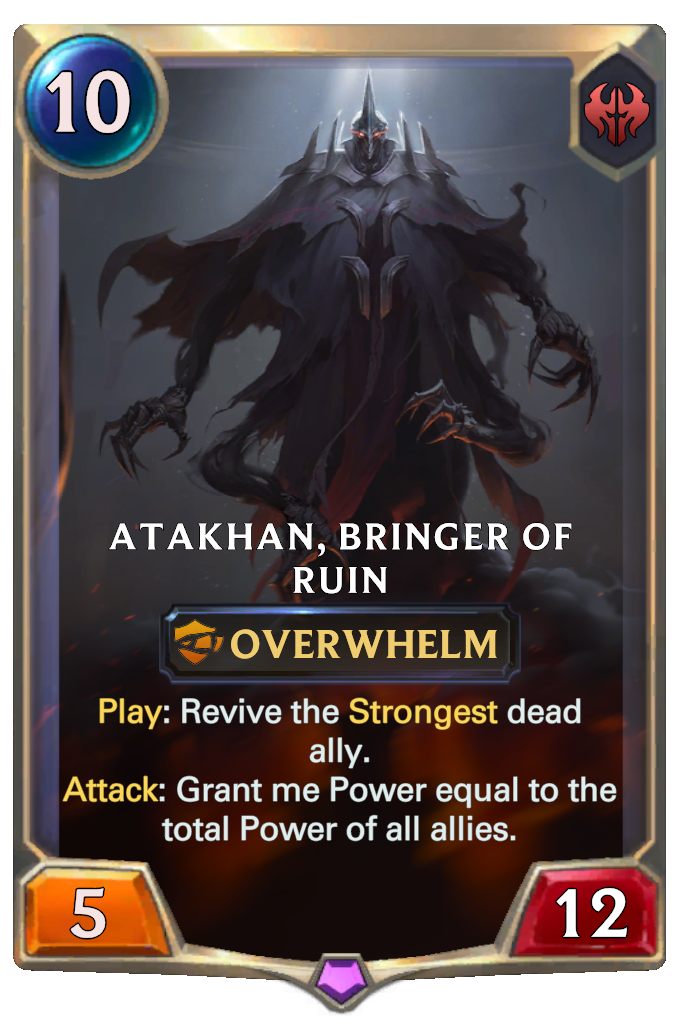 10
ATAKHAN, BRINGER OF
RUIN
OVERWHELM
Play: Revive the Strongest dead
ally.
Attack: Grant me Power equal to the
total Power of all allies.
5
12